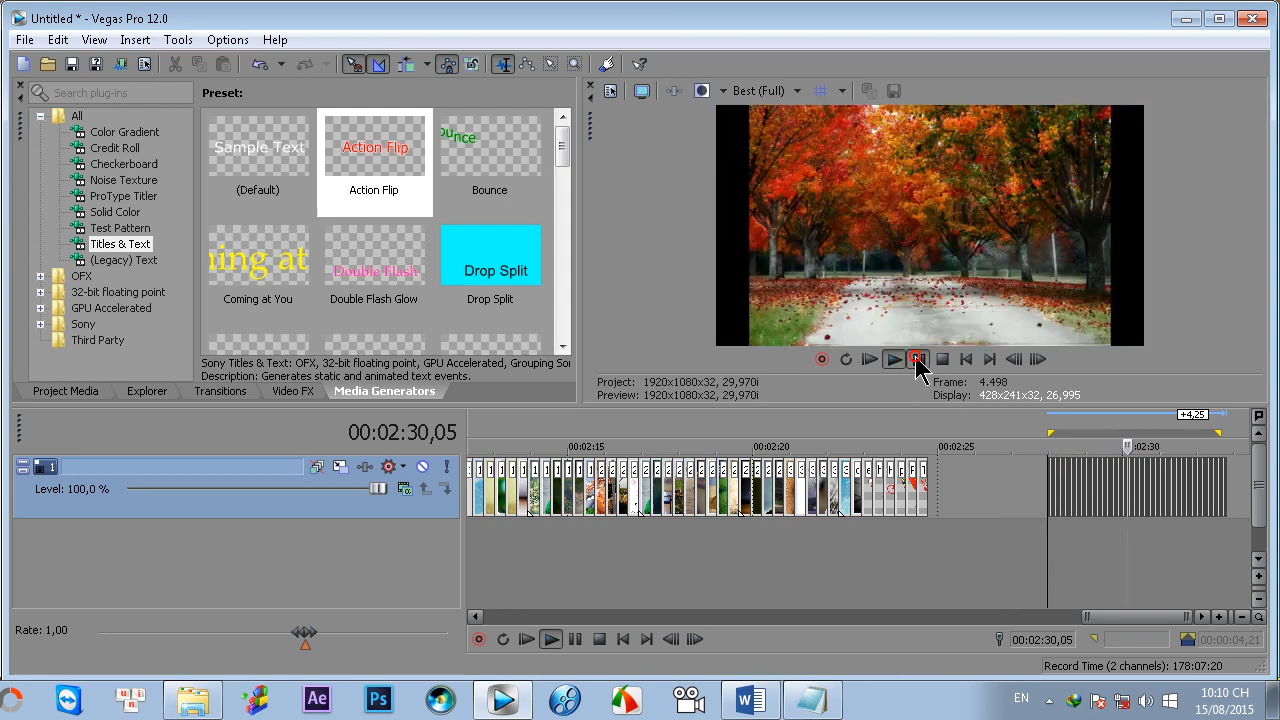 Untitled * - Vegas Pro 12.0
File Edit View Insert Tools Options Help
Search plug-ins
Preset:
All
Color Gradient
Credit Roll
Checkerboard
Noise Texture
ProType Titler
Solid Color
Test Pattern
Titles & Text
(Legacy) Text
OFX
32-bit floating point
GPU Accelerated
Sony
Third Party
Sample Text
Action Flip
ounce
(Default)
Action Flip
Bounce
ning at
Double Flash
Drop Split
Coming at You
Double Flash Glow
Drop Split
Sony Titles & Text: OFX, 32-bit floating point, GPU Accelerated, Grouping Son
Description: Generates static and animated text events.
Project Media Explorer Transitions Video FX Media Generators
Best (Full)
Project: 1920x1080x32, 29,970i
Preview: 1920x1080x32, 29,970i
Frame: 4.498
Display: 428x241x32, 26,995
00:02:30,05
+4,25
00:02:15 00:02:20 00:02:25 :02:30
1
Level: 100,0 %
Rate: 1,00
00:02:30,05
00:00:04,21
Record Time (2 channels): 178:07:20
Ae Ps
EN
10:10 CH
15/08/2015